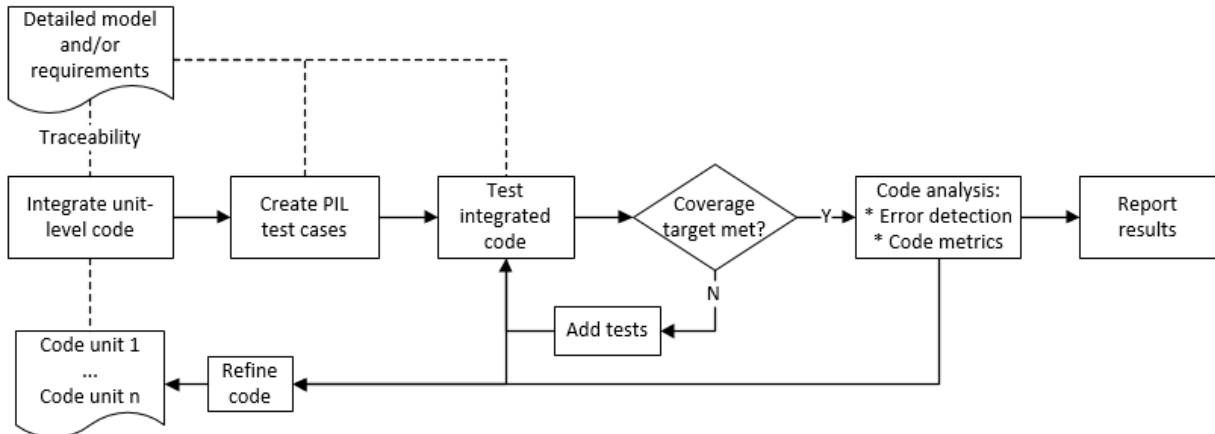 Detailed model
and/or
requirements
Traceability
Integrate unit-
level code
Create PIL
test cases
Test
integrated
code
Coverage
target met?
Y
Code analysis:
* Error detection
* Code metrics
Report
results
N
Add tests
Code unit 1
...
Code unit n
Refine
code